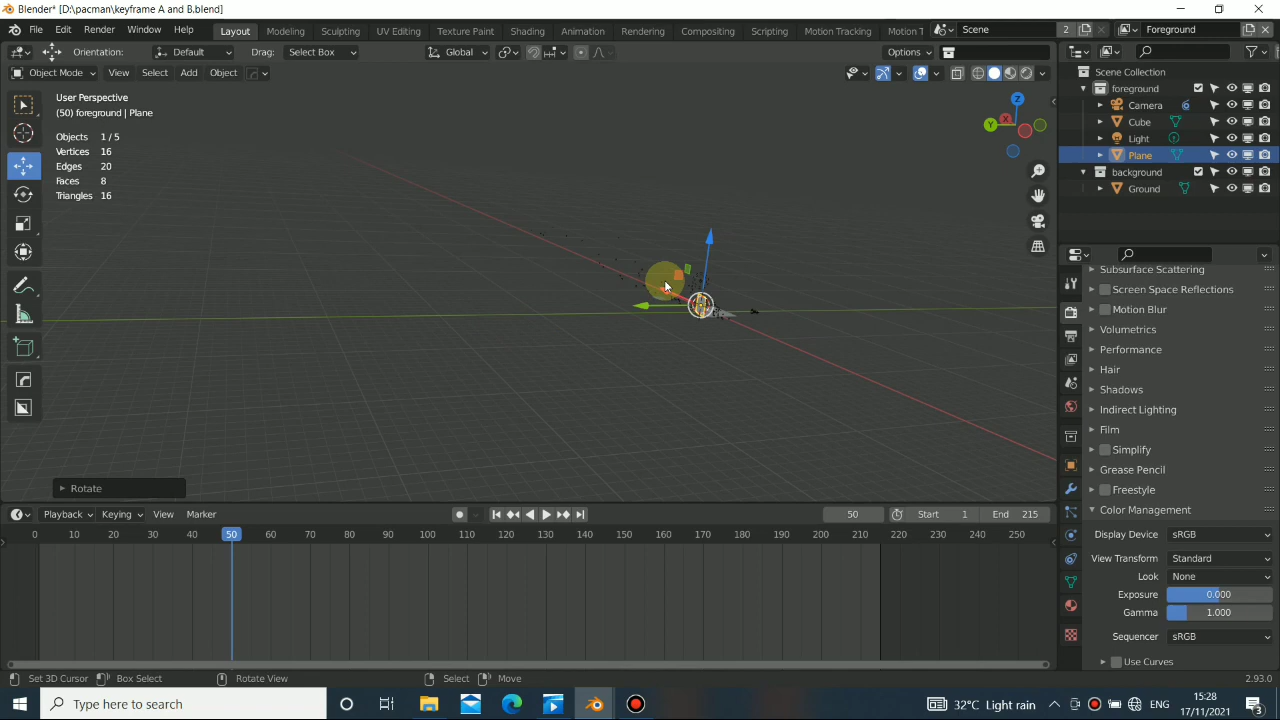 Blender* [D:\pacman\keyframe A and B.blend]
File Edit Render Window Help Layout Modeling Sculpting UV Editing Texture Paint Shading Animation Rendering Compositing Scripting Motion Tracking Motion T Scene 2 Foreground
Orientation: Default Drag: Select Box Global Options
Object Mode View Select Add Object
User Perspective
(50) foreground | Plane
Objects 1 / 5
Vertices 16
Edges 20
Faces 8
Triangles 16
Z
Y
X
Rotate
Scene Collection
foreground
Camera
Cube
Light
Plane
background
Ground
Subsurface Scattering
Screen Space Reflections
Motion Blur
Volumetrics
Performance
Hair
Shadows
Indirect Lighting
Film
Simplify
Grease Pencil
Freestyle
Color Management
Display Device sRGB
View Transform Standard
Look None
Exposure 0.000
Gamma 1.000
Sequencer sRGB
Use Curves
Playback Keying View Marker 50 Start 1 End 215
0 10 20 30 40 50 60 70 80 90 100 110 120 130 140 150 160 170 180 190 200 210 220 230 240 250
Set 3D Cursor Box Select Rotate View Select Move 2.93.0
Type here to search 32°C Light rain ENG 15:28
17/11/2021 3